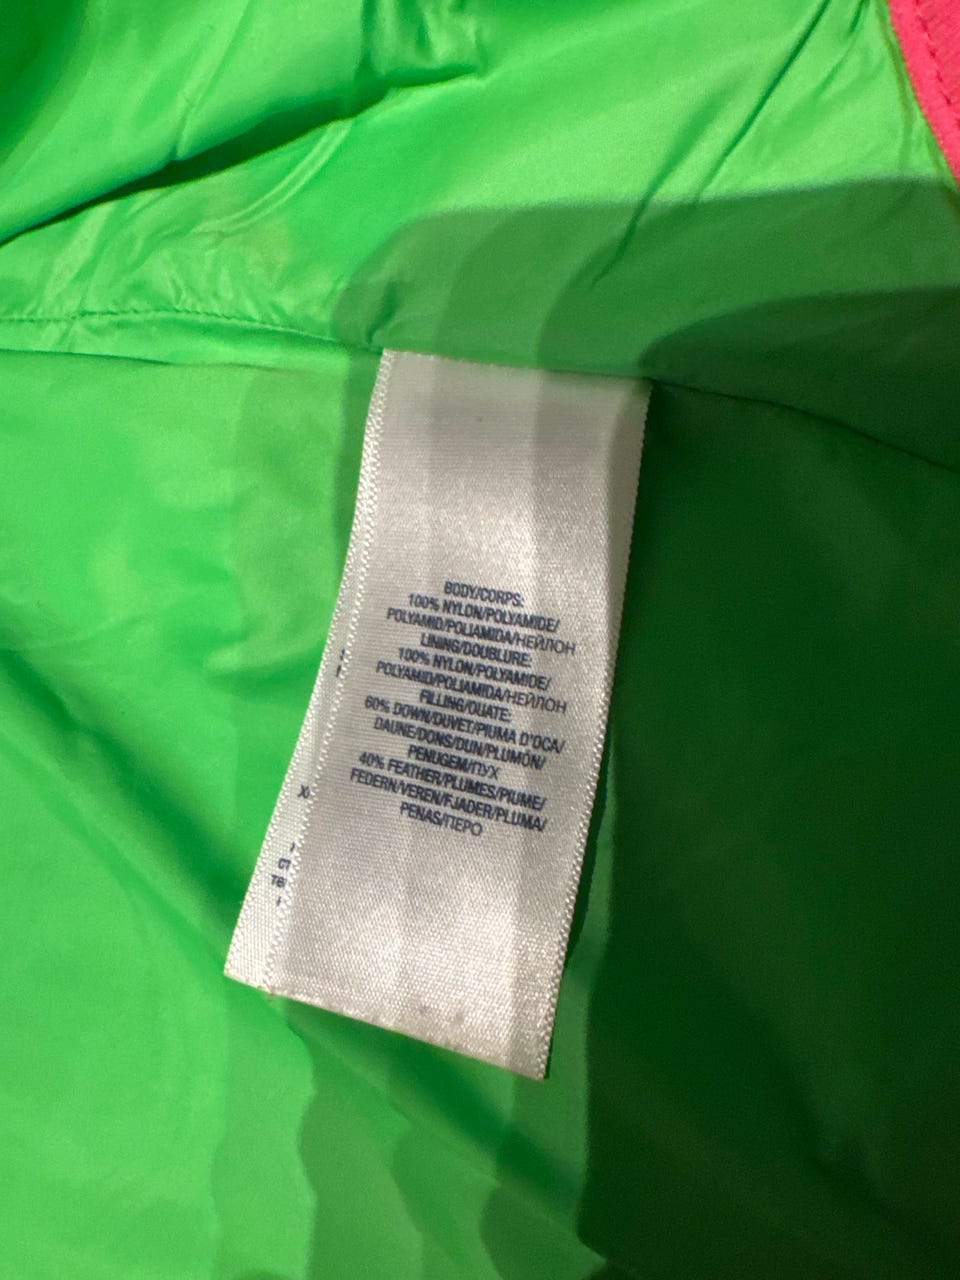 BODY/CORPS:
100% NYLON/POLYAMIDE/
POLYAMID/POLIAMIDA/НЕЙЛОН
LINING/DOUBLURE:
100% NYLON/POLYAMIDE/
POLYAMID/POLIAMIDA/НЕЙЛОН
FILLING/OUATE:
60% DOWN/DUVET/PIUMA D'OCA/
DAUNE/DONS/DUN/PLUMÓN/
PENUGEM/ПУХ
40% FEATHER/PLUMES/PIUME/
FEDERN/VEREN/FJADER/PLUMA/
PENAS/ПЕРО